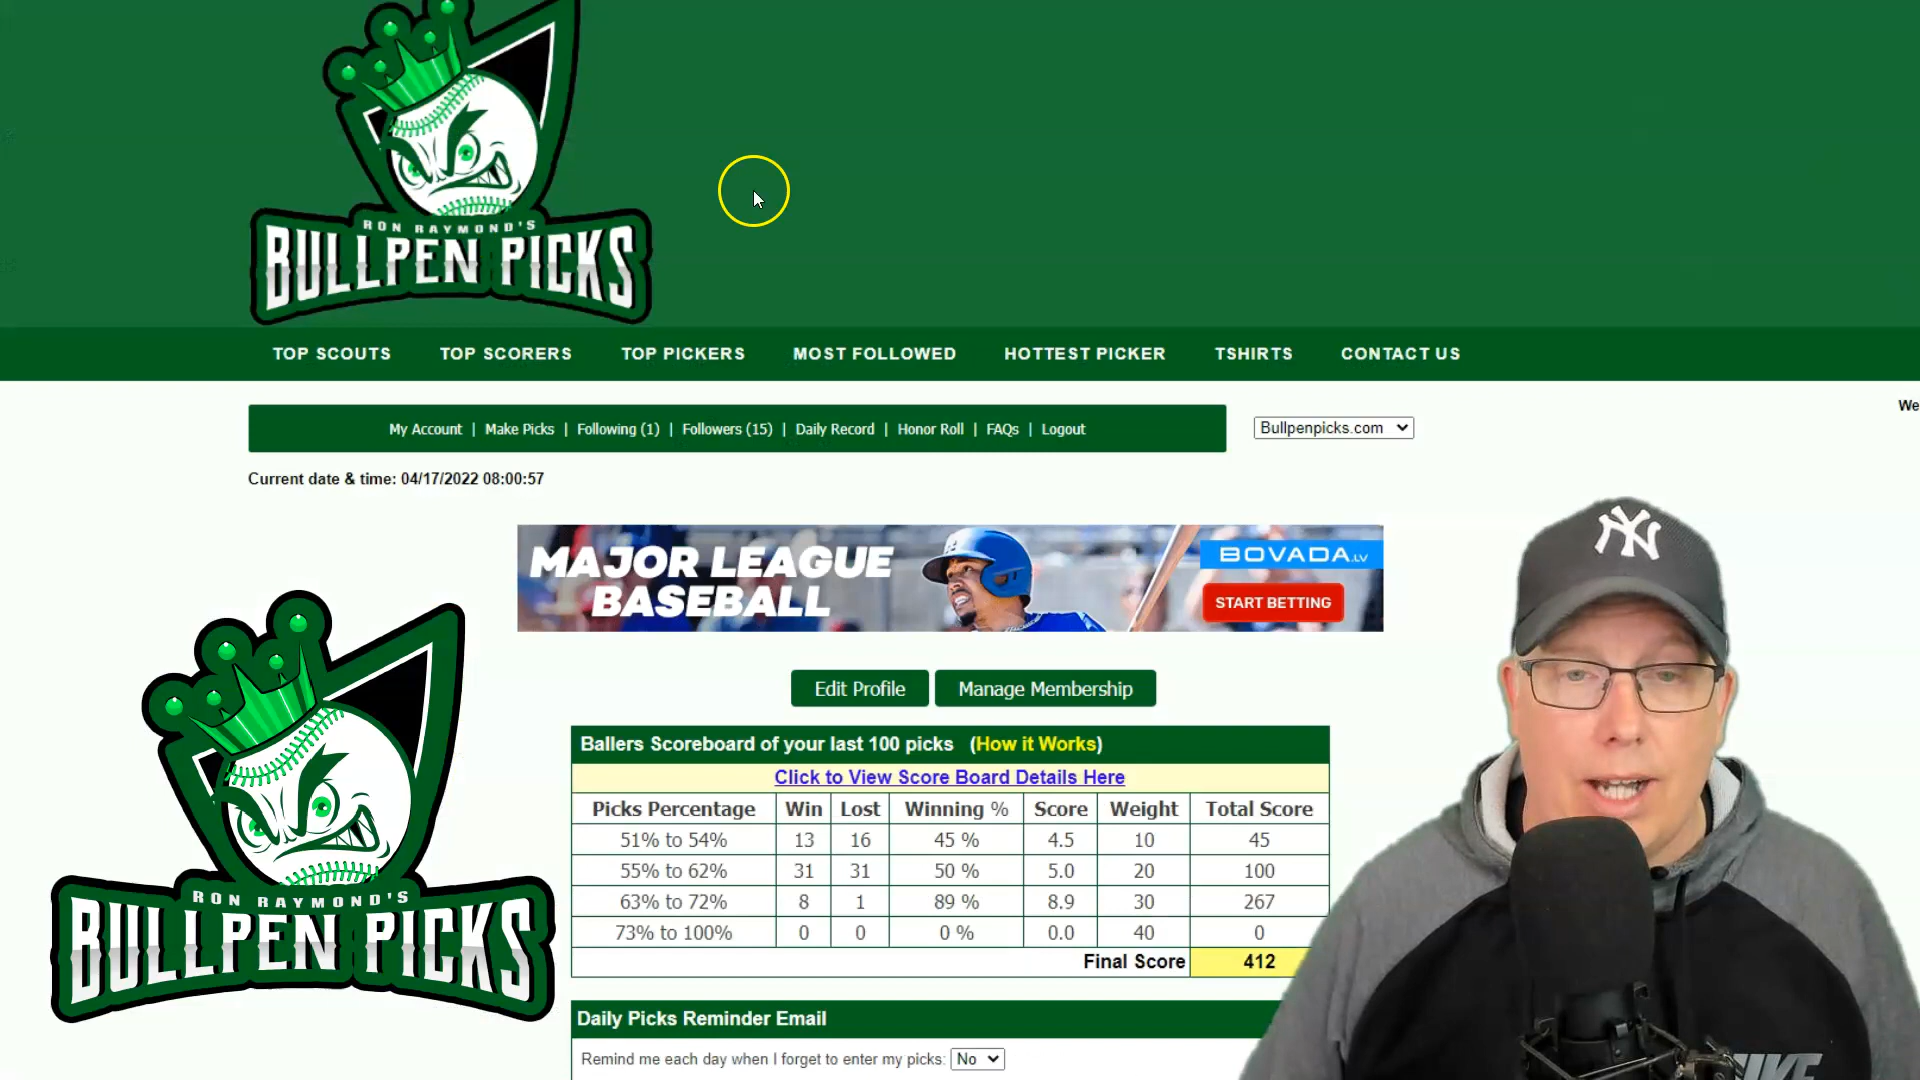 RON RAYMOND'S
BULLPEN PICKS
TOP SCOUTS TOP SCORERS TOP PICKERS MOST FOLLOWED HOTTEST PICKER TSHIRTS CONTACT US
We
My Account | Make Picks | Following (1) | Followers (15) | Daily Record | Honor Roll | FAQs | Logout
Bullpenpicks.com
Current date & time: 04/17/2022 08:00:57
MAJOR LEAGUE
BASEBALL
BOVADA.LV
START BETTING
NY
Edit Profile Manage Membership
Ballers Scoreboard of your last 100 picks (How it Works)
Click to View Score Board Details Here
Picks Percentage Win Lost Winning % Score Weight Total Score
51% to 54% 13 16 45 % 4.5 10 45
55% to 62% 31 31 50 % 5.0 20 100
63% to 72% 8 1 89 % 8.9 30 267
73% to 100% 0 0 0 % 0.0 40 0
Final Score 412
RON RAYMOND'S
BULLPEN PICKS
Daily Picks Reminder Email
Remind me each day when I forget to enter my picks: No
NIKE